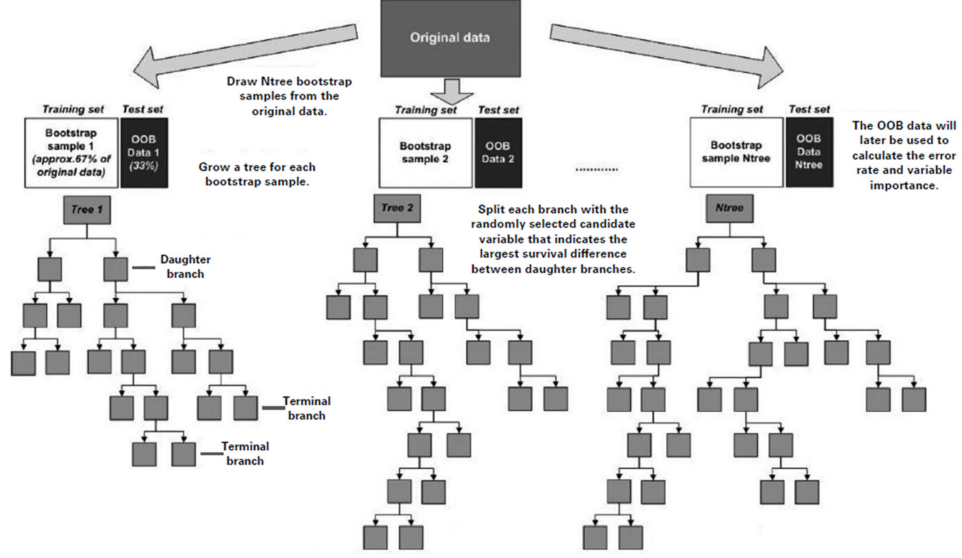 Original data
Draw Ntree bootstrap
samples from the
original data.
Training set Test set
Bootstrap
sample 1
(approx.67% of
original data)
OOB
Data 1
(33%)
Grow a tree for each
bootstrap sample.
Training set Test set
Bootstrap
sample 2
OOB
Data 2
............
Training set Test set
Bootstrap
sample Ntree
OOB
Data
Ntree
The OOB data will
later be used to
calculate the error
rate and variable
importance.
Tree 1
Tree 2
Ntree
Split each branch with the
randomly selected candidate
variable that indicates the
largest survival difference
between daughter branches.
Daughter
branch
Terminal
branch
Terminal
branch